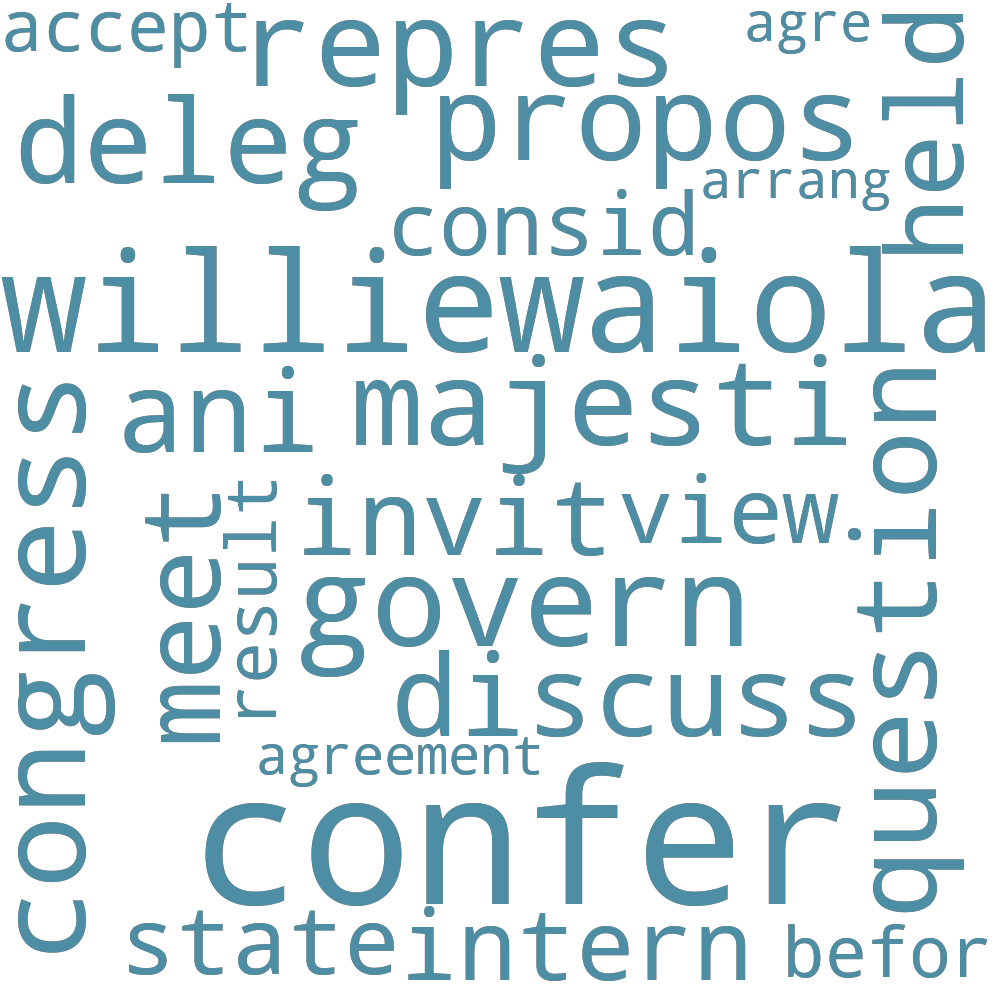 accept
repres
agre
held
deleg
propos
arrang
consid
williewaiola
ani
majesti
congress
question
meet
result
invit
view.
govern
discuss
agreement
confer
state
intern
befor